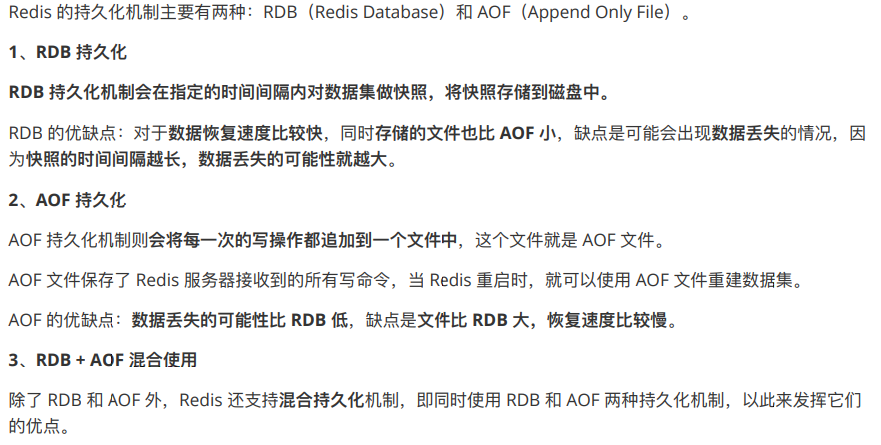 Redis 的持久化机制主要有两种：RDB（Redis Database）和 AOF（Append Only File）。
1、RDB 持久化
RDB 持久化机制会在指定的时间间隔内对数据集做快照，将快照存储到磁盘中。
RDB 的优缺点：对于数据恢复速度比较快，同时存储的文件也比 AOF 小，缺点是可能会出现数据丢失的情况，因
为快照的时间间隔越长，数据丢失的可能性就越大。
2、AOF 持久化
AOF 持久化机制则会将每一次的写操作都追加到一个文件中，这个文件就是 AOF 文件。
AOF 文件保存了 Redis 服务器接收到的所有写命令，当 Redis 重启时，就可以使用 AOF 文件重建数据集。
AOF 的优缺点：数据丢失的可能性比 RDB 低，缺点是文件比 RDB 大，恢复速度比较慢。
3、RDB + AOF 混合使用
除了 RDB 和 AOF 外，Redis 还支持混合持久化机制，即同时使用 RDB 和 AOF 两种持久化机制，以此来发挥它们
的优点。